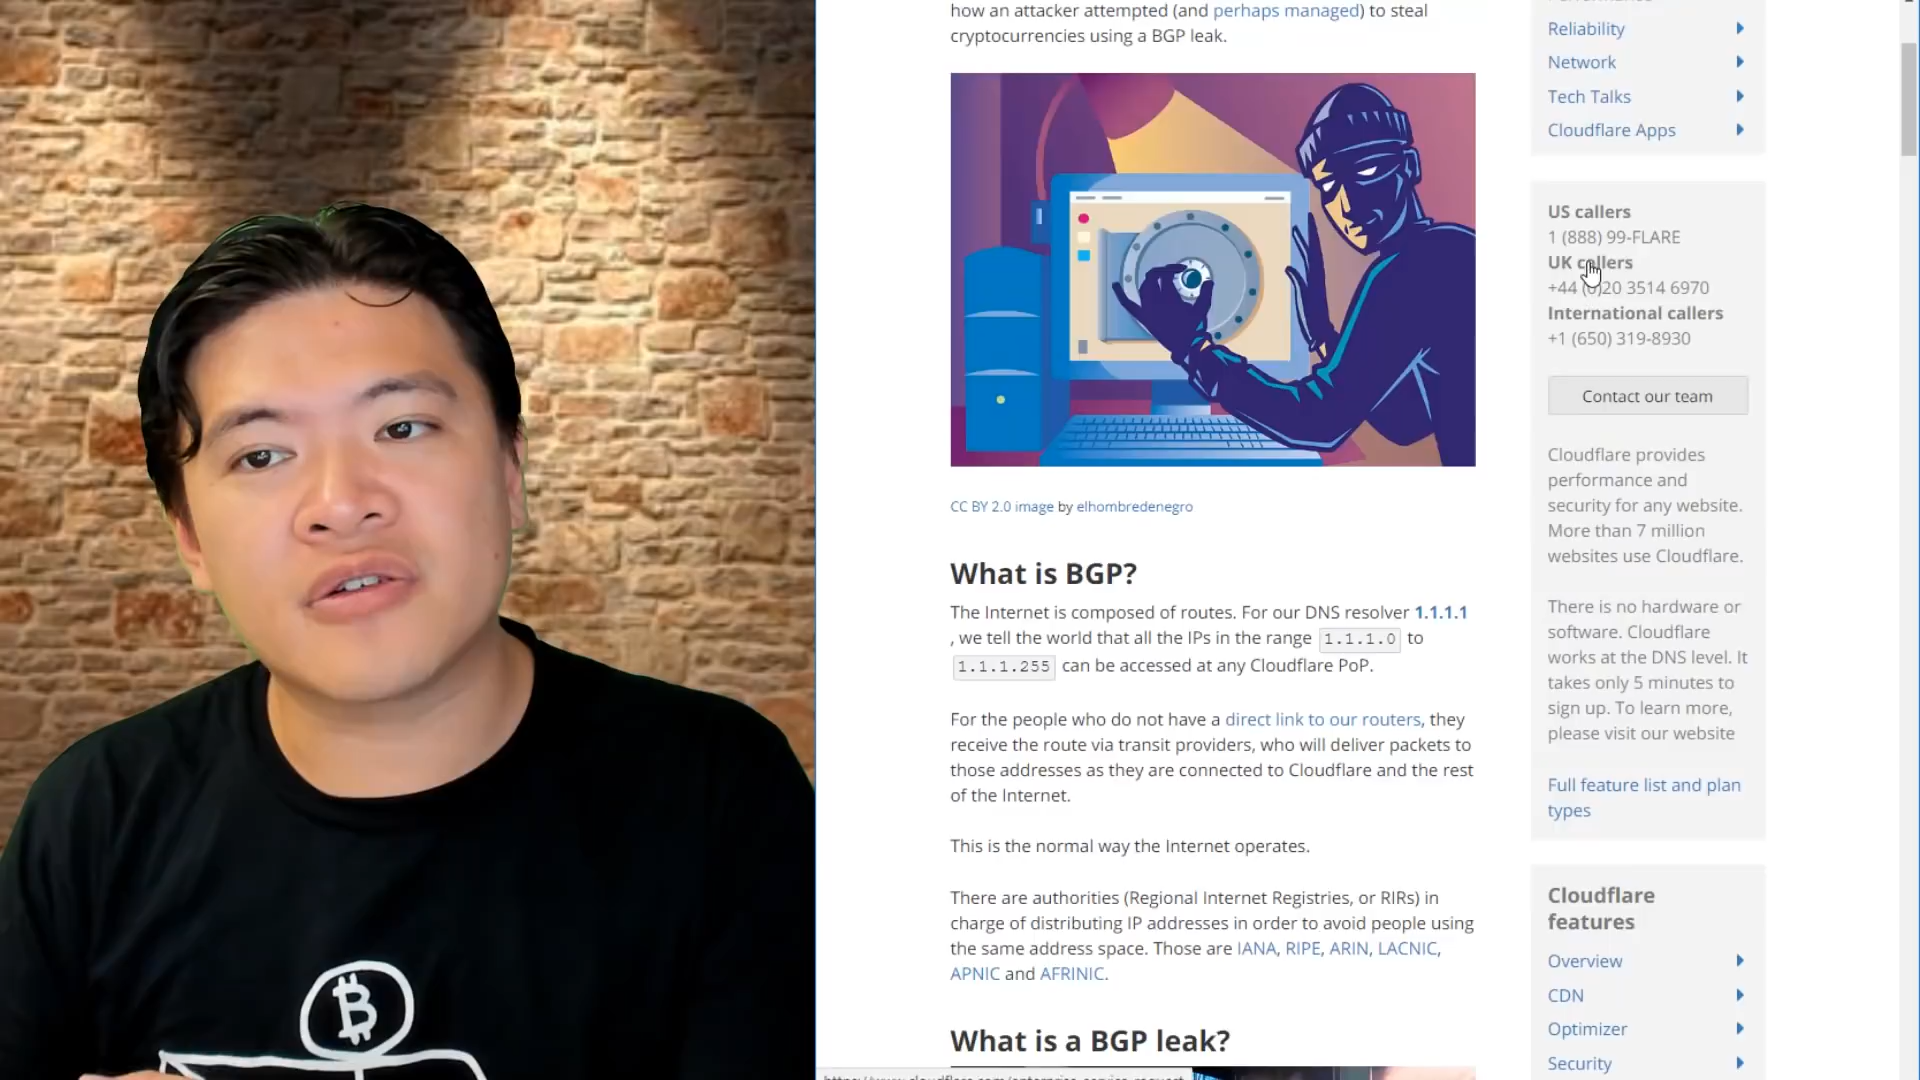 how an attacker attempted (and perhaps managed) to steal
cryptocurrencies using a BGP leak.
CC BY 2.0 image by elhombredenegro
What is BGP?
The Internet is composed of routes. For our DNS resolver 1.1.1.1
, we tell the world that all the IPs in the range 1.1.1.0 to
1.1.1.255 can be accessed at any Cloudflare PoP.
For the people who do not have a direct link to our routers, they
receive the route via transit providers, who will deliver packets to
those addresses as they are connected to Cloudflare and the rest
of the Internet.
This is the normal way the Internet operates.
There are authorities (Regional Internet Registries, or RIRs) in
charge of distributing IP addresses in order to avoid people using
the same address space. Those are IANA, RIPE, ARIN, LACNIC,
APNIC and AFRINIC.
What is a BGP leak?
Reliability
Network
Tech Talks
Cloudflare Apps
US callers
1 (888) 99-FLARE
UK callers
+44 (0)20 3514 6970
International callers
+1 (650) 319-8930
Contact our team
Cloudflare provides
performance and
security for any website.
More than 7 million
websites use Cloudflare.
There is no hardware or
software. Cloudflare
works at the DNS level. It
takes only 5 minutes to
sign up. To learn more,
please visit our website
Full feature list and plan
types
Cloudflare
features
Overview
CDN
Optimizer
Security